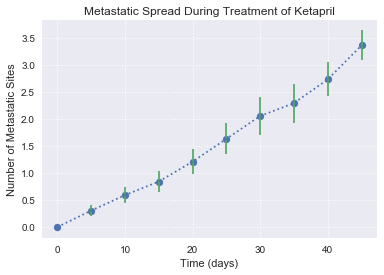 Metastatic Spread During Treatment of Ketapril
Number of Metastatic Sites
3.5
3.0
2.5
2.0
1.5
1.0
0.5
0.0
0 10 20 30 40
Time (days)